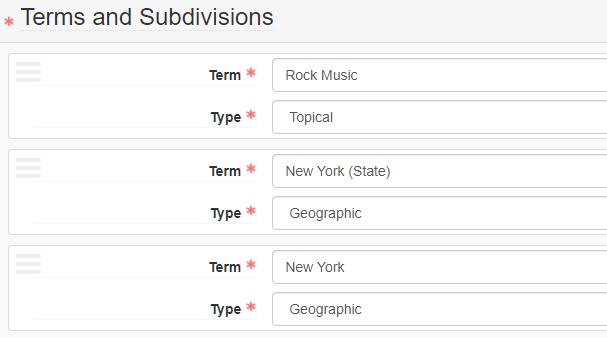 * Terms and Subdivisions
Term * Rock Music
Type * Topical
Term * New York (State)
Type * Geographic
Term * New York
Type * Geographic